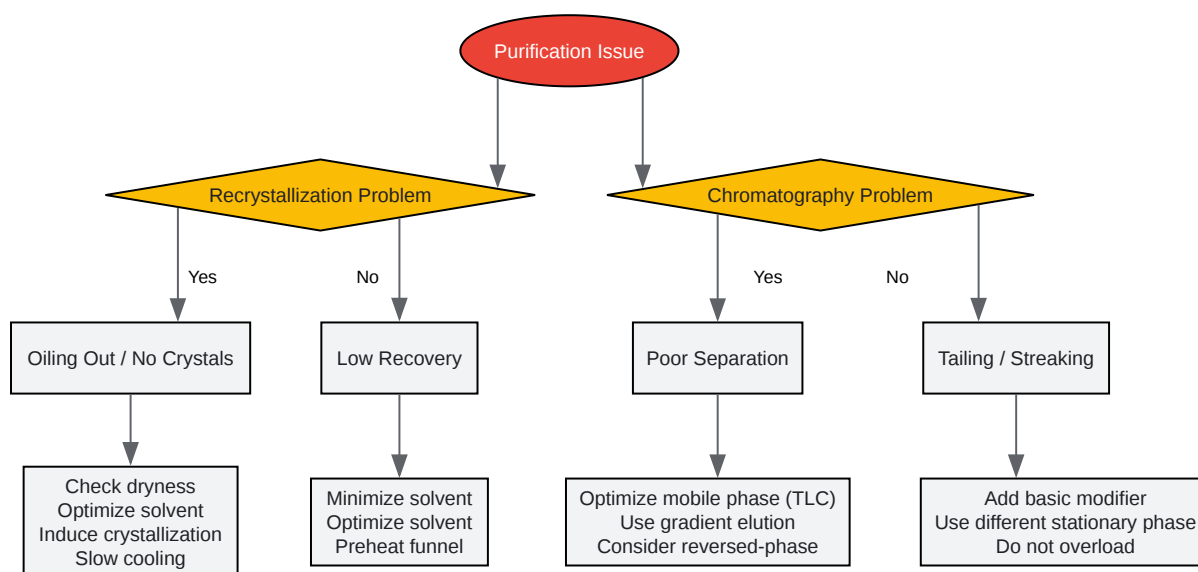 Purification Issue
Recrystallization Problem
Chromatography Problem
Yes
No
Yes
No
Oiling Out / No Crystals
Low Recovery
Poor Separation
Tailing / Streaking
Check dryness
Optimize solvent
Induce crystallization
Slow cooling
Minimize solvent
Optimize solvent
Preheat funnel
Optimize mobile phase (TLC)
Use gradient elution
Consider reversed-phase
Add basic modifier
Use different stationary phase
Do not overload